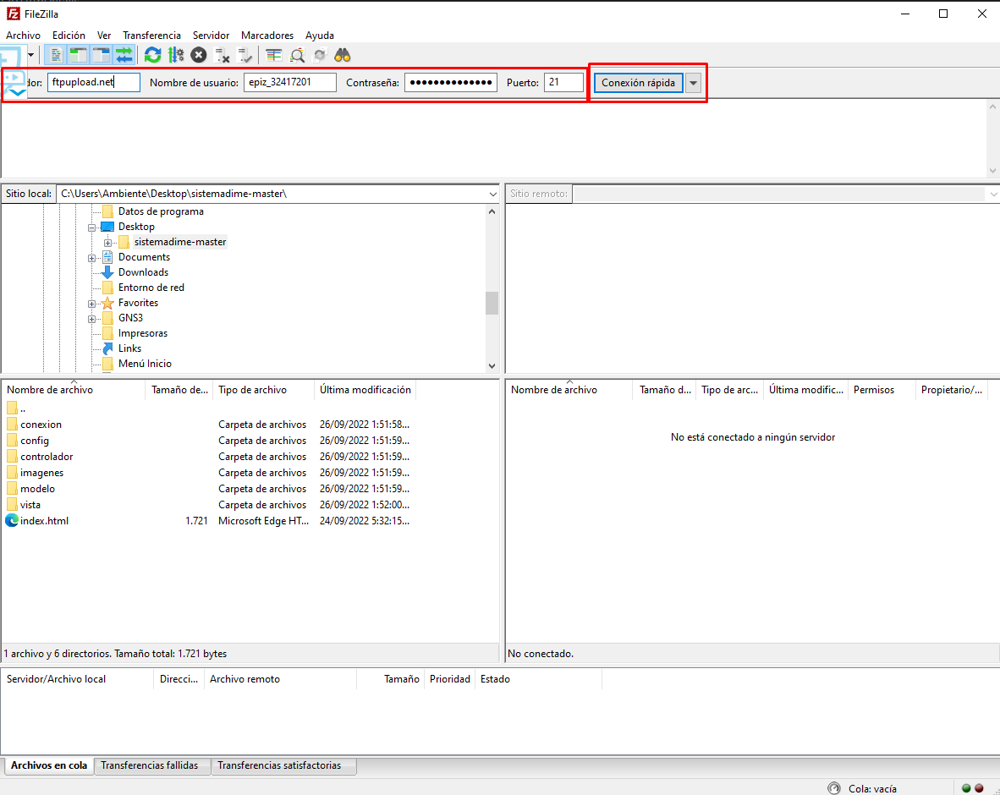 FileZilla
Archivo Edición Ver Transferencia Servidor Marcadores Ayuda
dor: ftpupload.net Nombre de usuario: epiz_32417201 Contraseña: ●●●●●●●●●●●●●● Puerto: 21 Conexión rápida
Sitio local: C:\Users\Ambiente\Desktop\sistemadime-master\
Sitio remoto:
Datos de programa
Desktop
sistemadime-master
Documents
Downloads
Entorno de red
Favorites
GNS3
Impresoras
Links
Menú Inicio
Nombre de archivo Tamaño de... Tipo de archivo Última modificación
..
conexion Carpeta de archivos 26/09/2022 1:51:58...
config Carpeta de archivos 26/09/2022 1:51:59...
controlador Carpeta de archivos 26/09/2022 1:51:59...
imagenes Carpeta de archivos 26/09/2022 1:51:59...
modelo Carpeta de archivos 26/09/2022 1:51:59...
vista Carpeta de archivos 26/09/2022 1:52:00...
index.html 1.721 Microsoft Edge HT... 24/09/2022 5:32:15...
1 archivo y 6 directorios. Tamaño total: 1.721 bytes
Nombre de archivo Tamaño d... Tipo de arc... Última modific... Permisos Propietario/...
No está conectado a ningún servidor
No conectado.
Servidor/Archivo local Direcci... Archivo remoto Tamaño Prioridad Estado
Archivos en cola Transferencias fallidas Transferencias satisfactorias
Cola: vacía